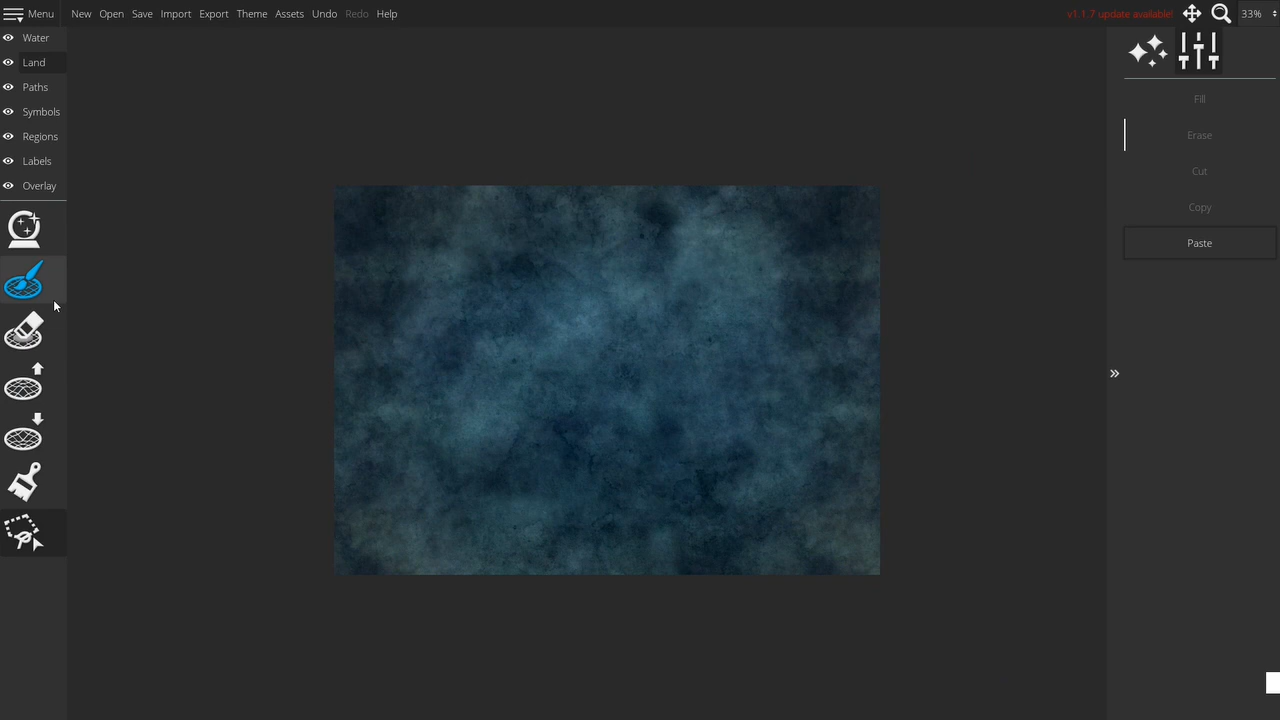 Menu New Open Save Import Export Theme Assets Undo Redo Help v1.1.7 update available! 33%
Water
Land
Paths
Symbols
Regions
Labels
Overlay
Fill
Erase
Cut
Copy
Paste